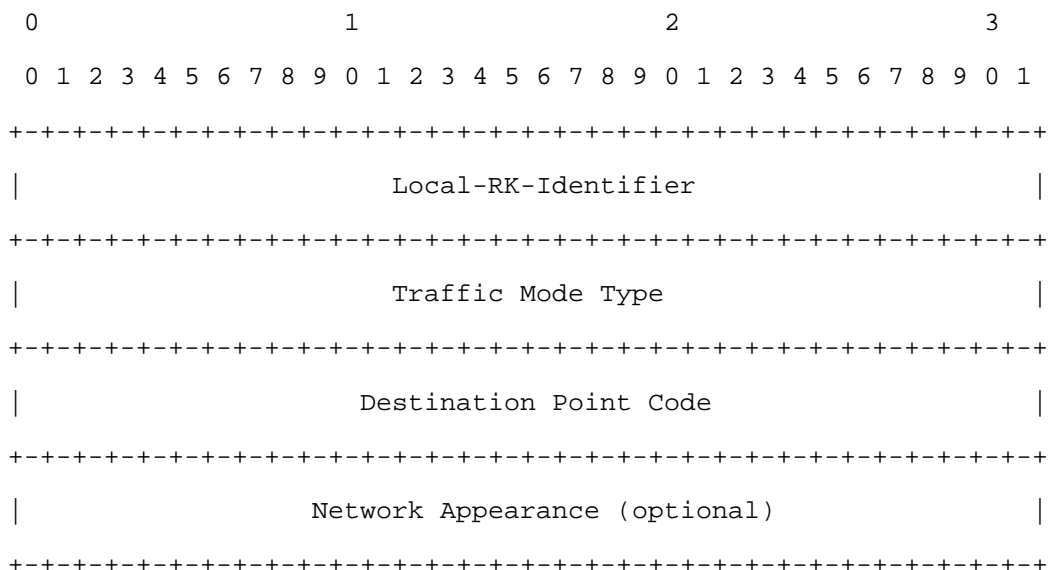 0                   1                   2                   3
 0 1 2 3 4 5 6 7 8 9 0 1 2 3 4 5 6 7 8 9 0 1 2 3 4 5 6 7 8 9 0 1
+-+-+-+-+-+-+-+-+-+-+-+-+-+-+-+-+-+-+-+-+-+-+-+-+-+-+-+-+-+-+-+-+
|                       Local-RK-Identifier                     |
+-+-+-+-+-+-+-+-+-+-+-+-+-+-+-+-+-+-+-+-+-+-+-+-+-+-+-+-+-+-+-+-+
|                       Traffic Mode Type                       |
+-+-+-+-+-+-+-+-+-+-+-+-+-+-+-+-+-+-+-+-+-+-+-+-+-+-+-+-+-+-+-+-+
|                     Destination Point Code                    |
+-+-+-+-+-+-+-+-+-+-+-+-+-+-+-+-+-+-+-+-+-+-+-+-+-+-+-+-+-+-+-+-+
|                  Network Appearance (optional)                |
+-+-+-+-+-+-+-+-+-+-+-+-+-+-+-+-+-+-+-+-+-+-+-+-+-+-+-+-+-+-+-+-+